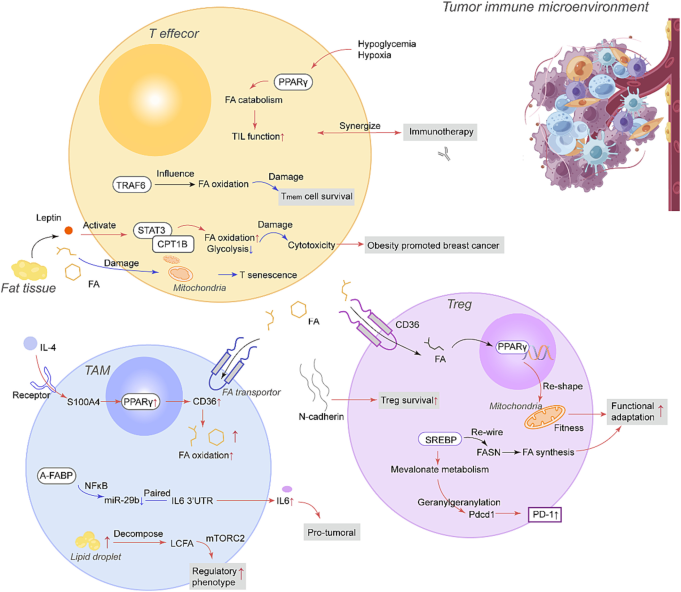 Tumor immune microenvironment
T effecor
Hypoglycemia
Hypoxia
PPARγ
FA catabolism
TIL function↑
Synergize
Immunotherapy
TRAF6
Influence
FA oxidation
Damage
Tmem cell survival
Leptin
Activate
STAT3
CPT1B
FA oxidation↑
Glycolysis↓
Damage
Cytotoxicity
Obesity promoted breast cancer
Fat tissue
FA
Damage
Mitochondria
T senescence
IL-4
Receptor
TAM
S100A4
PPARγ↑
CD36↑
FA transportor
FA
FA oxidation↑
↑
A-FABP
NFκB
miR-29b↓
Paired
IL6 3'UTR
IL6↑
Pro-tumoral
Lipid droplet
↑
Decompose
LCFA
mTORC2
Regulatory
phenotype ↑
Treg
CD36
FA
PPARγ
Re-shape
Mitochondria
Fitness
Functional
adaptation ↑
N-cadherin
Treg survival↑
SREBP
Re-wire
FASN
FA synthesis
Mevalonate metabolism
Geranylgeranylation
Pdcd1
PD-1↑